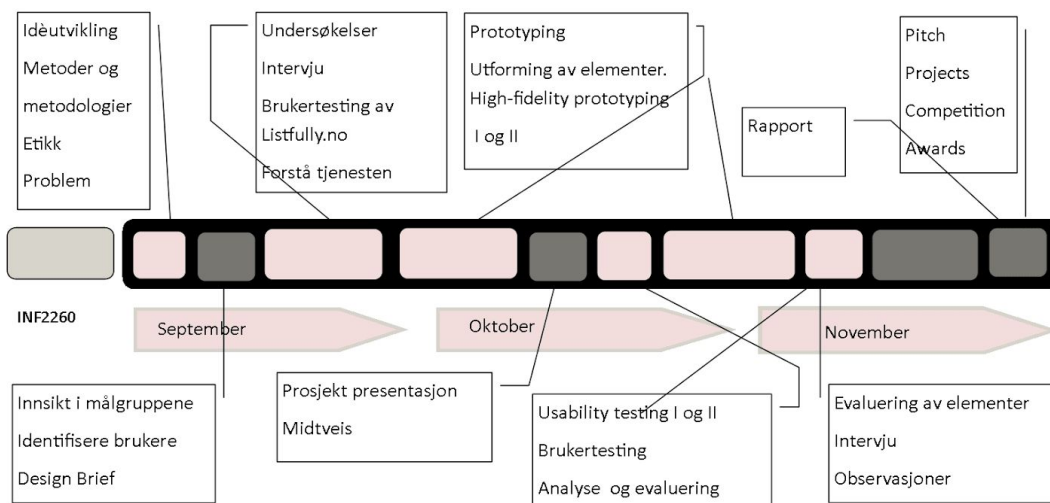 Idèutvikling
Metoder og
metodologier
Etikk
Problem
Undersøkelser
Intervju
Brukertesting av
Listfully.no
Forstå tjenesten
Prototyping
Utforming av elementer.
High-fidelity prototyping
I og II
Rapport
Pitch
Projects
Competition
Awards
INF2260
September
Oktober
November
Innsikt i målgruppene
Identifisere brukere
Design Brief
Prosjekt presentasjon
Midtveis
Usability testing I og II
Brukertesting
Analyse og evaluering
Evaluering av elementer
Intervju
Observasjoner